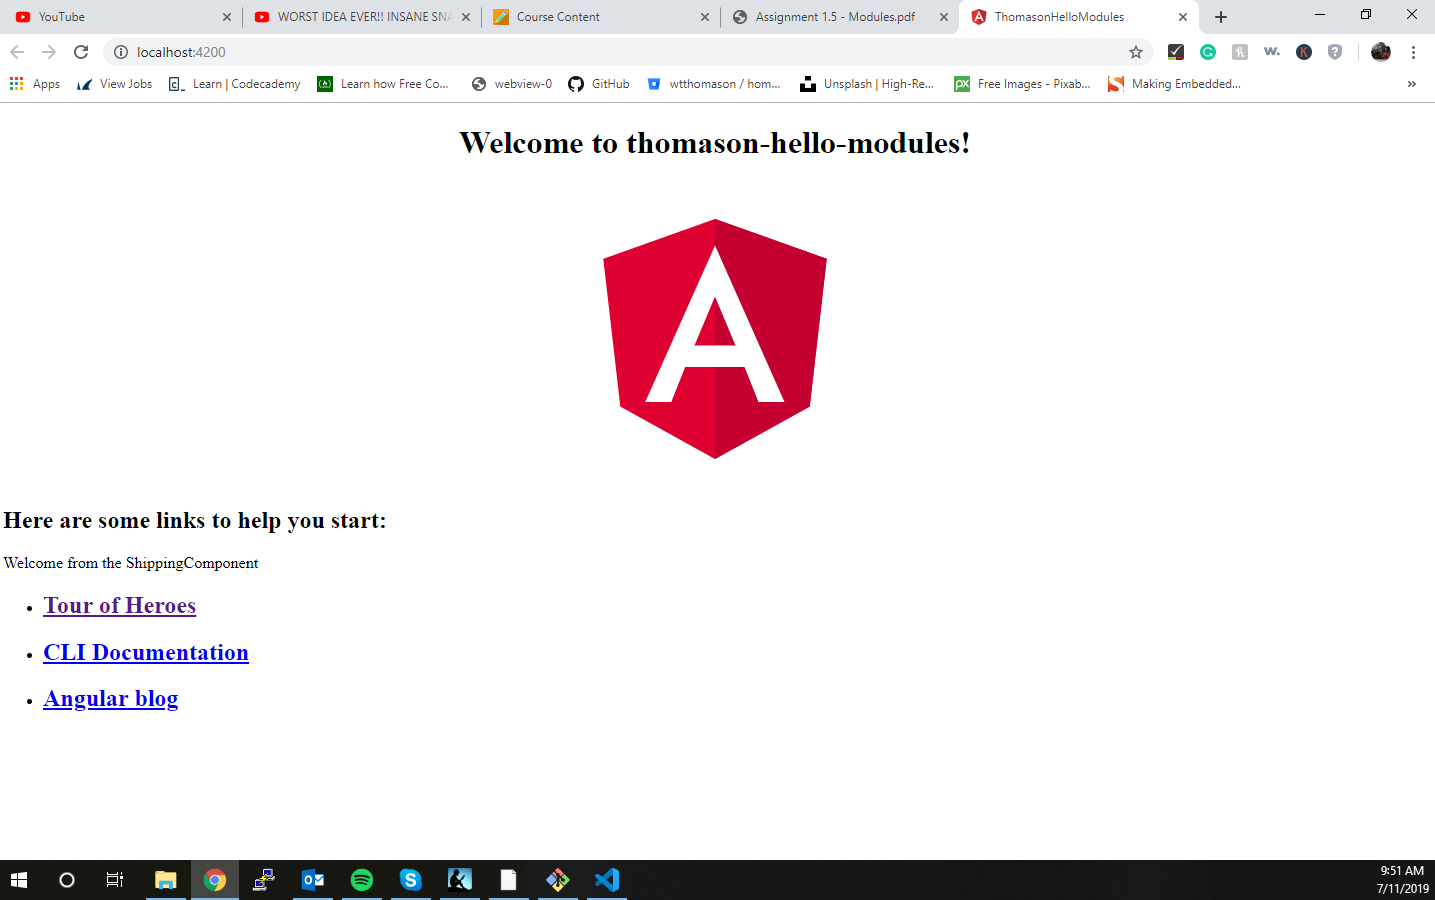 YouTube
WORST IDEA EVER!! INSANE SNA
Course Content
Assignment 1.5 - Modules.pdf
ThomasonHelloModules
localhost:4200
Apps
View Jobs
Learn | Codecademy
Learn how Free Co...
webview-0
GitHub
wtthomason / hom...
Unsplash | High-Re...
Free Images - Pixab...
Making Embedded...
Welcome to thomason-hello-modules!
Here are some links to help you start:
Welcome from the ShippingComponent
Tour of Heroes
CLI Documentation
Angular blog
9:51 AM
7/11/2019